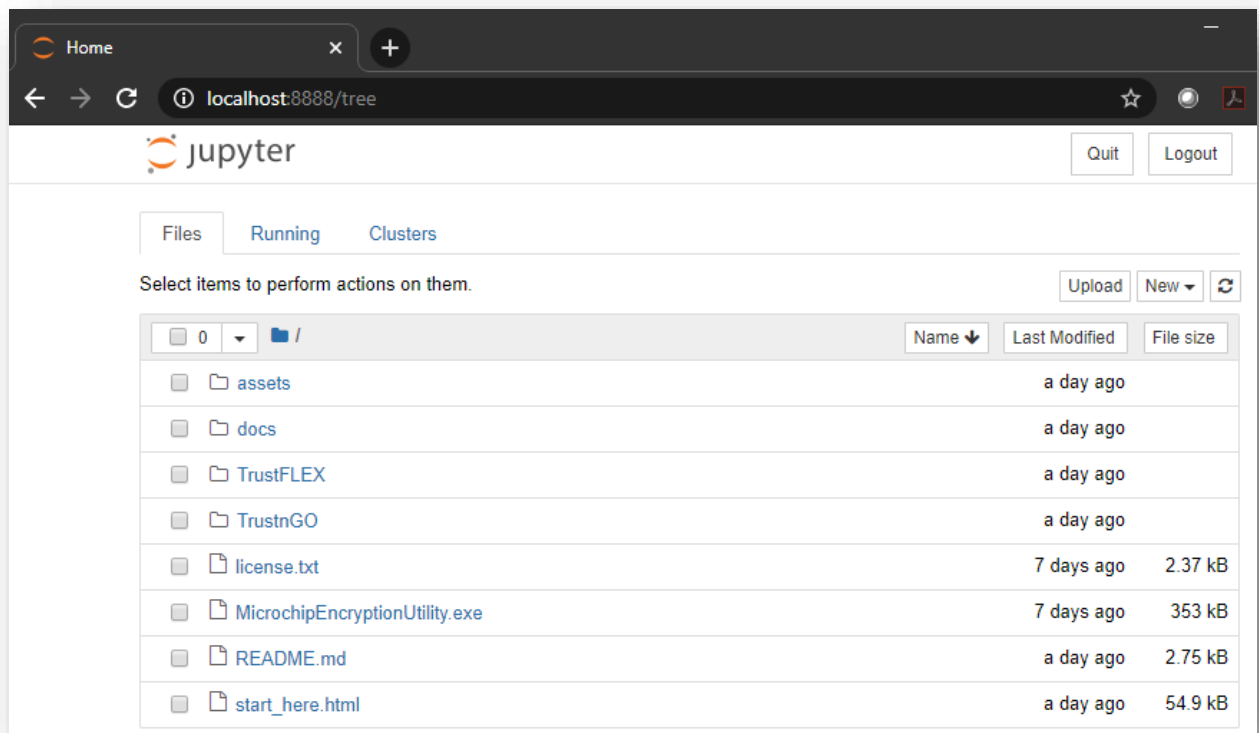 Home
localhost:8888/tree
jupyter
Quit Logout
Files Running Clusters
Select items to perform actions on them.
Upload New
0 / Name Last Modified File size
assets a day ago
docs a day ago
TrustFLEX a day ago
TrustnGO a day ago
license.txt 7 days ago 2.37 kB
MicrochipEncryptionUtility.exe 7 days ago 353 kB
README.md a day ago 2.75 kB
start_here.html a day ago 54.9 kB